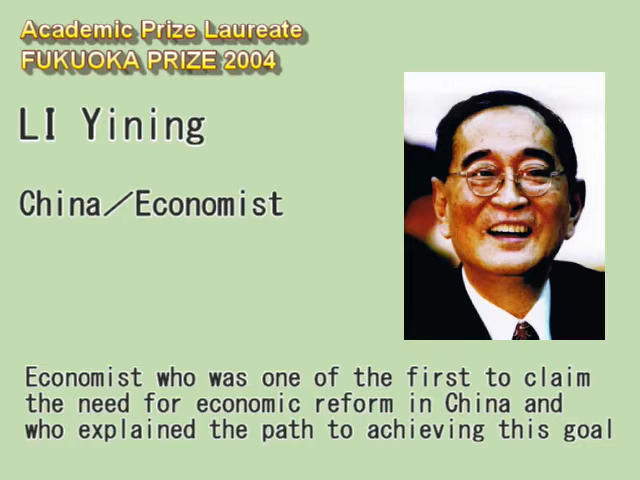 Academic Prize Laureate
FUKUOKA PRIZE 2004
LI Yining
China／Economist
Economist who was one of the first to claim
the need for economic reform in China and
who explained the path to achieving this goal